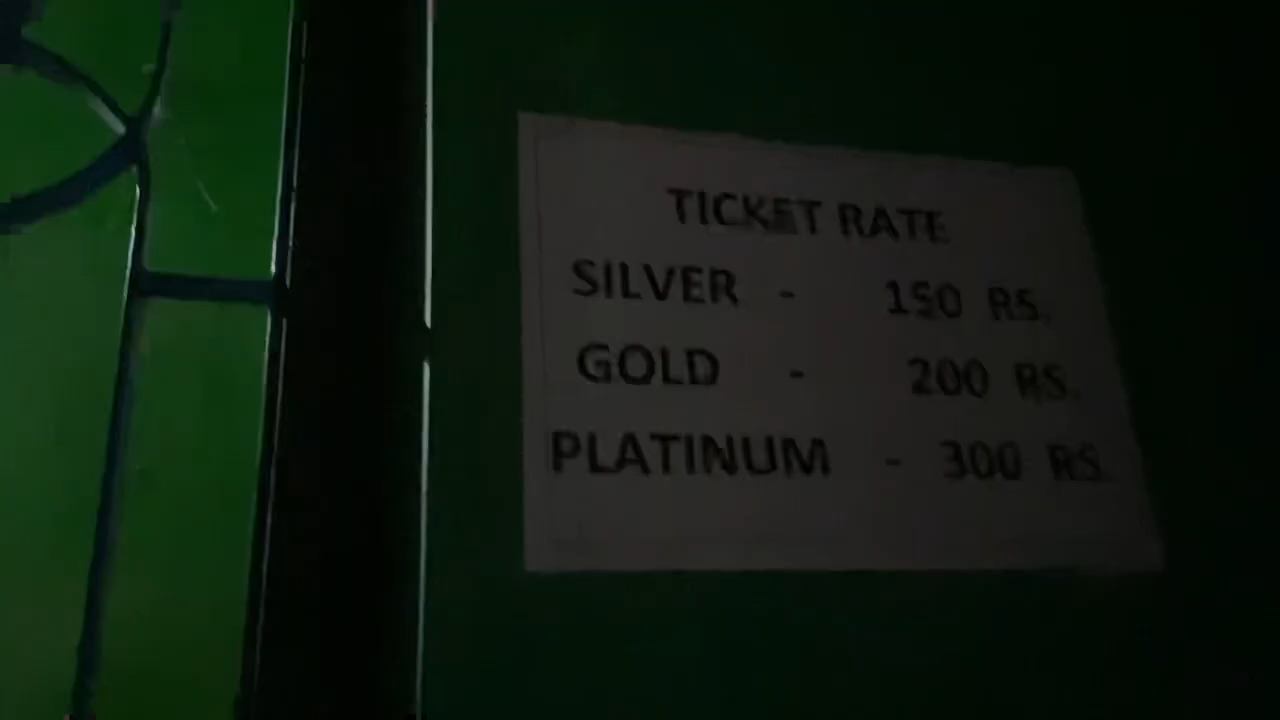 TICKET RATE
SILVER - 150 RS.
GOLD - 200 RS.
PLATINUM - 300 RS.